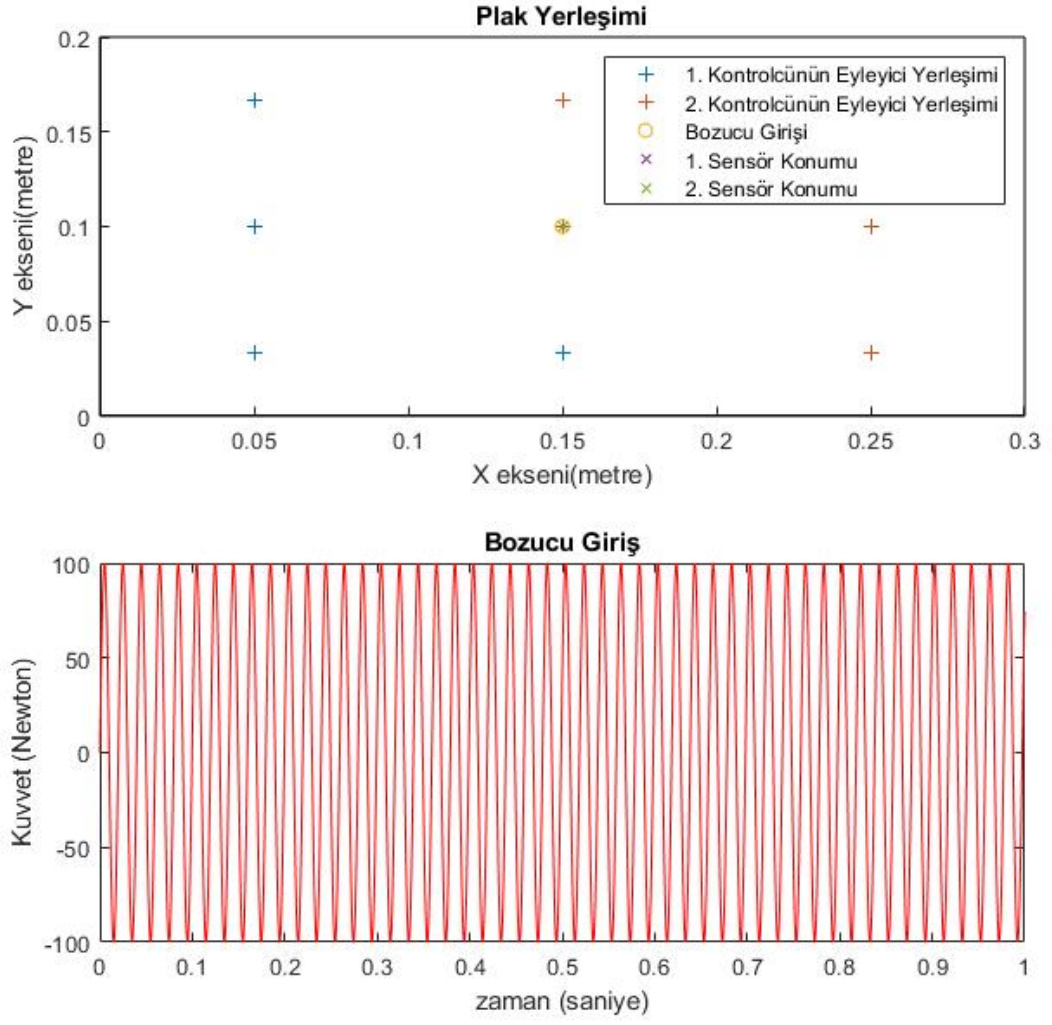 Plak Yerleşimi
0.2
0.15
0.1
0.05
0
Y ekseni(metre)
1. Kontrolcünün Eyleyici Yerleşimi
2. Kontrolcünün Eyleyici Yerleşimi
Bozucu Girişi
1. Sensör Konumu
2. Sensör Konumu
0 0.05 0.1 0.15 0.2 0.25 0.3
X ekseni(metre)
Bozucu Giriş
100
50
0
-50
-100
Kuvvet (Newton)
0 0.1 0.2 0.3 0.4 0.5 0.6 0.7 0.8 0.9 1
zaman (saniye)